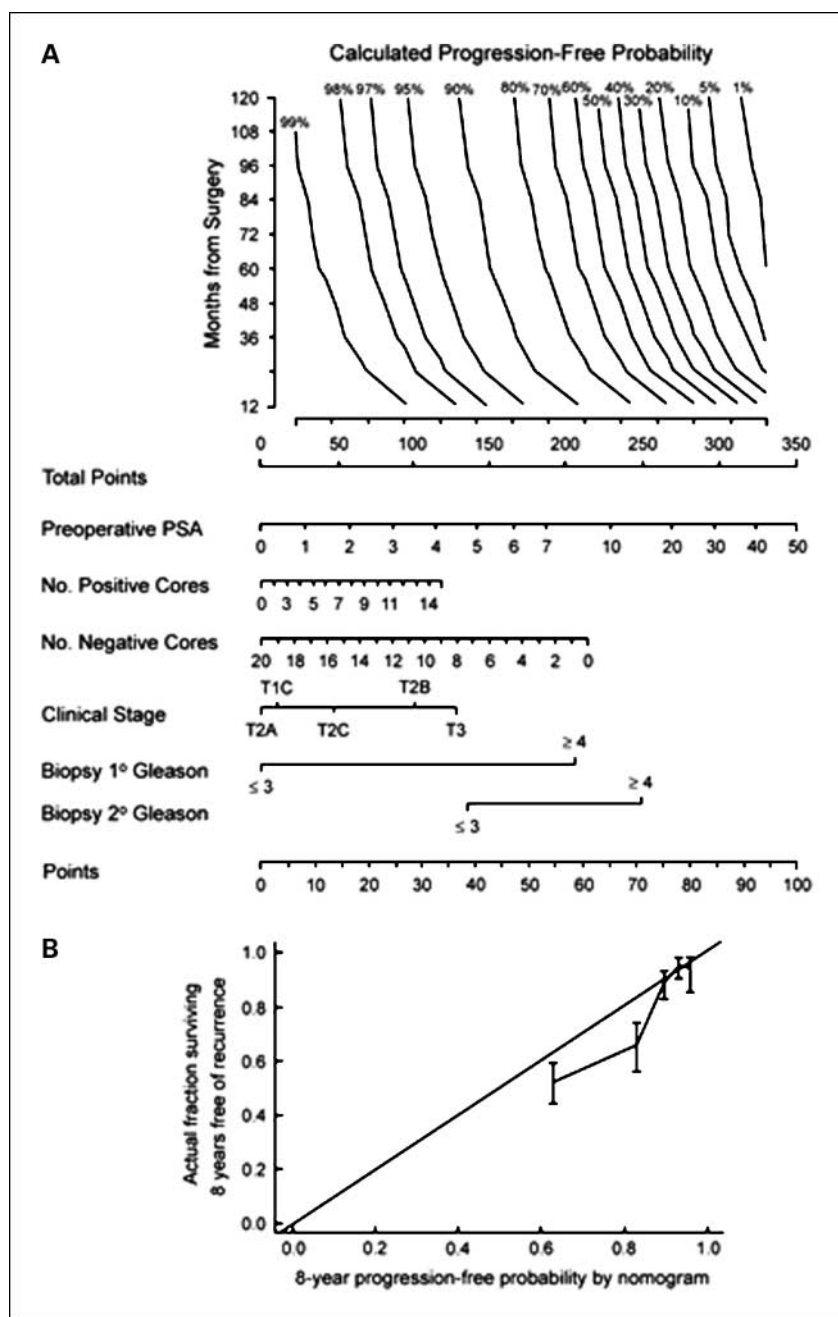 A
Calculated Progression-Free Probability
99% 98% 97% 95% 90% 80% 70% 60% 50% 40% 30% 20% 10% 5% 1%
Months from Surgery
120
108
96
84
72
60
48
36
12
0 50 100 150 200 250 300 350
Total Points
Preoperative PSA
0 1 2 3 4 5 6 7 10 20 30 40 50
No. Positive Cores
0 3 5 7 9 11 14
No. Negative Cores
20 18 16 14 12 10 9 8 6 4 2 0
T1C T2B
Clinical Stage
T2A T2C T3
≥ 4
Biopsy 1º Gleason
≤ 3
≥ 4
Biopsy 2º Gleason
≤ 3
Points
0 10 20 30 40 50 60 70 80 90 100
B
Actual fraction surviving
8 years free of recurrence
1.0
0.8
0.6
0.4
0.2
0.0
0.0 0.2 0.4 0.6 0.8 1.0
8-year progression-free probability by nomogram